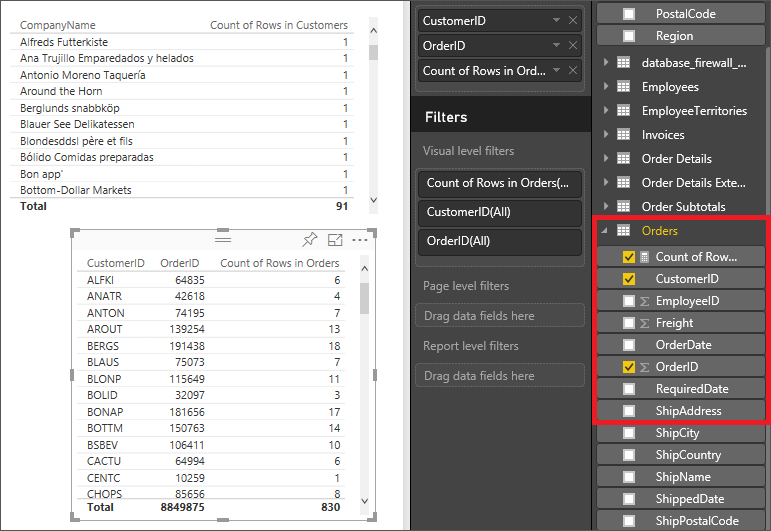 CompanyName Count of Rows in Customers
Alfreds Futterkiste 1
Ana Trujillo Emparedados y helados 1
Antonio Moreno Taquería 1
Around the Horn 1
Berglunds snabbköp 1
Blauer See Delikatessen 1
Blondesddsl père et fils 1
Bólido Comidas preparadas 1
Bon app' 1
Bottom-Dollar Markets 1
Total 91
CustomerID OrderID Count of Rows in Orders
ALFKI 64835 6
ANATR 42618 4
ANTON 74195 7
AROUT 139254 13
BERGS 191438 18
BLAUS 75073 7
BLONP 115649 11
BOLID 32097 3
BONAP 181656 17
BOTTM 150763 14
BSBEV 106411 10
CACTU 64994 6
CENTC 10259 1
CHOPS 85656 8
Total 8849875 830
CustomerID
OrderID
Count of Rows in Ord...
Filters
Visual level filters
Count of Rows in Orders(...
CustomerID(All)
OrderID(All)
Page level filters
Drag data fields here
Report level filters
Drag data fields here
PostalCode
Region
database_firewall_...
Employees
EmployeeTerritories
Invoices
Order Details
Order Details Exte...
Order Subtotals
Orders
Count of Row...
CustomerID
EmployeeID
Freight
OrderDate
OrderID
RequiredDate
ShipAddress
ShipCity
ShipCountry
ShipName
ShippedDate
ShipPostalCode